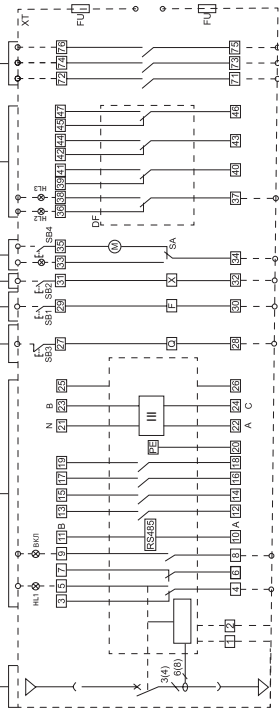 XT
FU
FU
76
74
72
75
73
71
47
45
44
42
41
39
38
36
46
43
40
37
HL3
HL2
DF
SB4
35
33
M
SA
34
SB2
31
X
32
SB1
29
F
30
SB3
27
Q
28
25
26
B
23
24
C
N
21
22
A
III
PE
20
19
18
17
16
15
14
13
12
B
11
RS485
10
A
ВКЛ
9
8
7
6
HL1
5
4
3
2
1
X
3(4)
6(8)